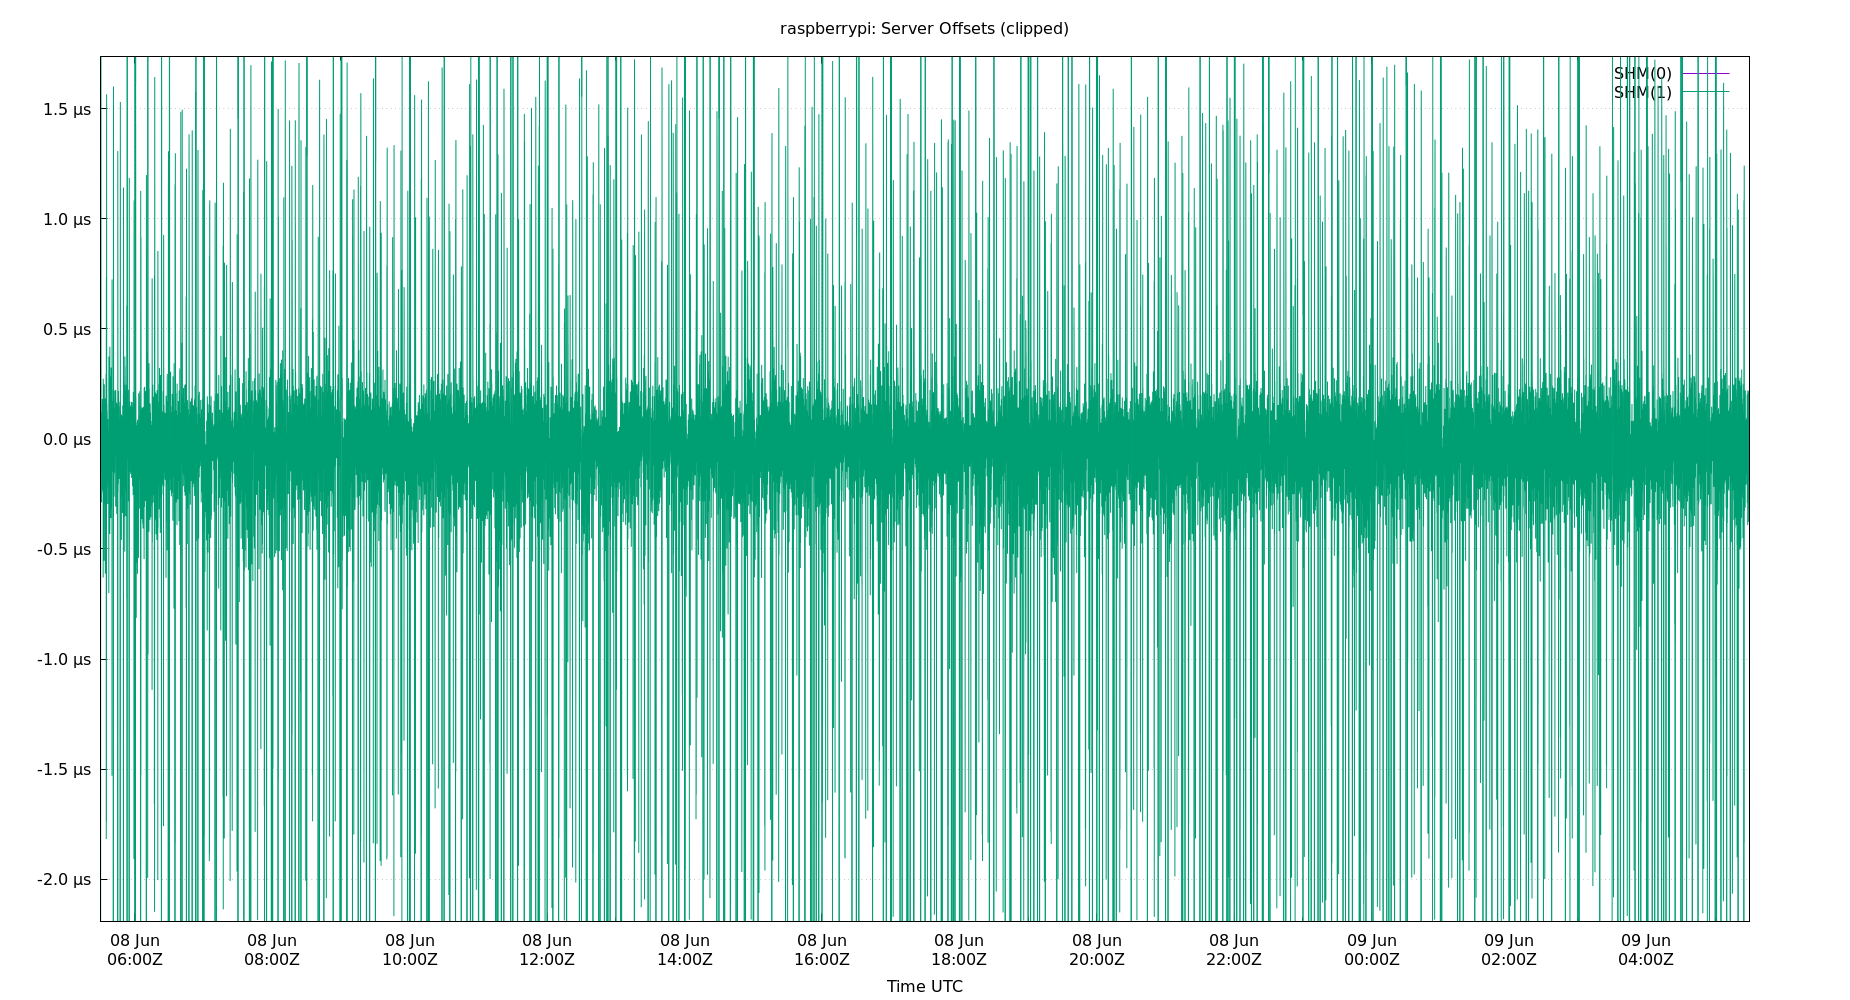 raspberrypi: Server Offsets (clipped)
SHM(0)
SHM(1)
1.5 µs
1.0 µs
0.5 µs
0.0 µs
-0.5 µs
-1.0 µs
-1.5 µs
-2.0 µs
08 Jun 08 Jun 08 Jun 08 Jun 08 Jun 08 Jun 08 Jun 08 Jun 08 Jun 09 Jun 09 Jun 09 Jun
06:00Z 08:00Z 10:00Z 12:00Z 14:00Z 16:00Z 18:00Z 20:00Z 22:00Z 00:00Z 02:00Z 04:00Z
Time UTC